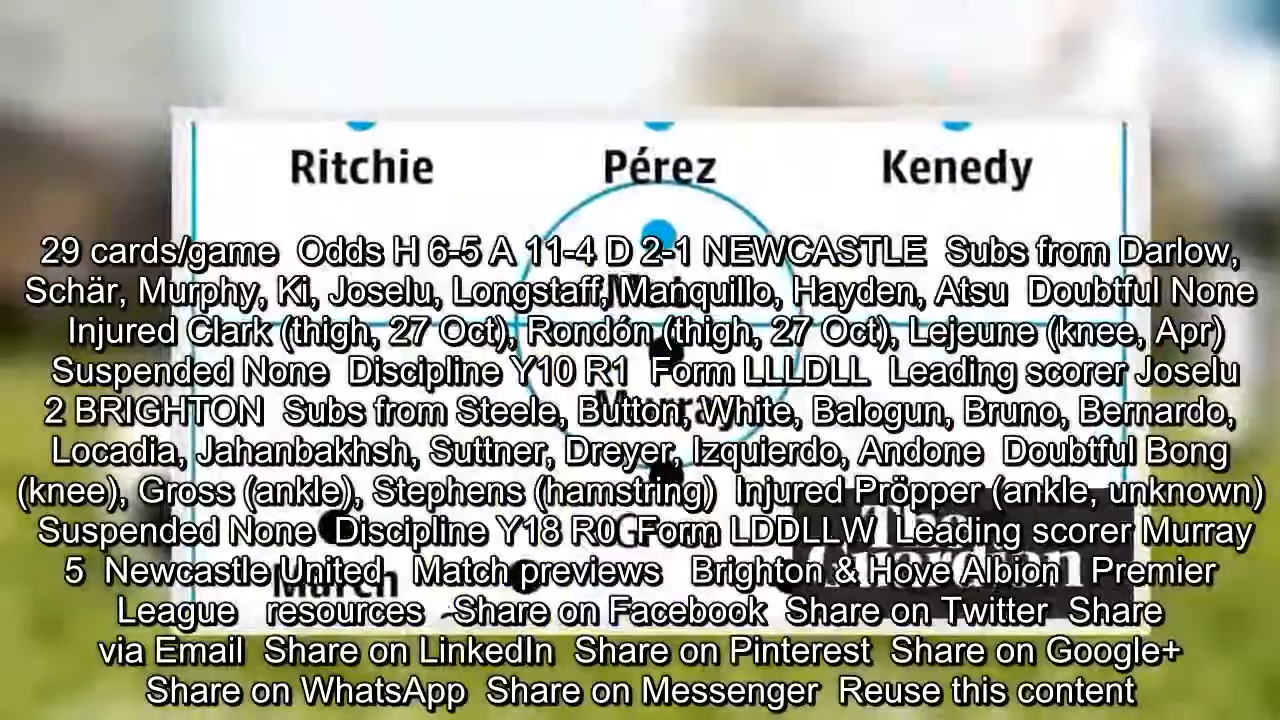 Ritchie Pérez Kenedy
29 cards/game Odds H 6-5 A 11-4 D 2-1 NEWCASTLE Subs from Darlow,
Schär, Murphy, Ki, Joselu, Longstaff, Manquillo, Hayden, Atsu Doubtful None
Injured Clark (thigh, 27 Oct), Rondón (thigh, 27 Oct), Lejeune (knee, Apr)
Suspended None Discipline Y10 R1 Form LLLDLL Leading scorer Joselu
Murray
2 BRIGHTON Subs from Steele, Button, White, Balogun, Bruno, Bernardo,
Locadia, Jahanbakhsh, Suttner, Dreyer, Izquierdo, Andone Doubtful Bong
(knee), Gross (ankle), Stephens (hamstring) Injured Pröpper (ankle, unknown)
Suspended None Discipline Y18 R0 Form LDDLLW Leading scorer Murray
The
Guardian
March
5 Newcastle United Match previews Brighton & Hove Albion Premier
League resources Share on Facebook Share on Twitter Share
via Email Share on LinkedIn Share on Pinterest Share on Google+
Share on WhatsApp Share on Messenger Reuse this content